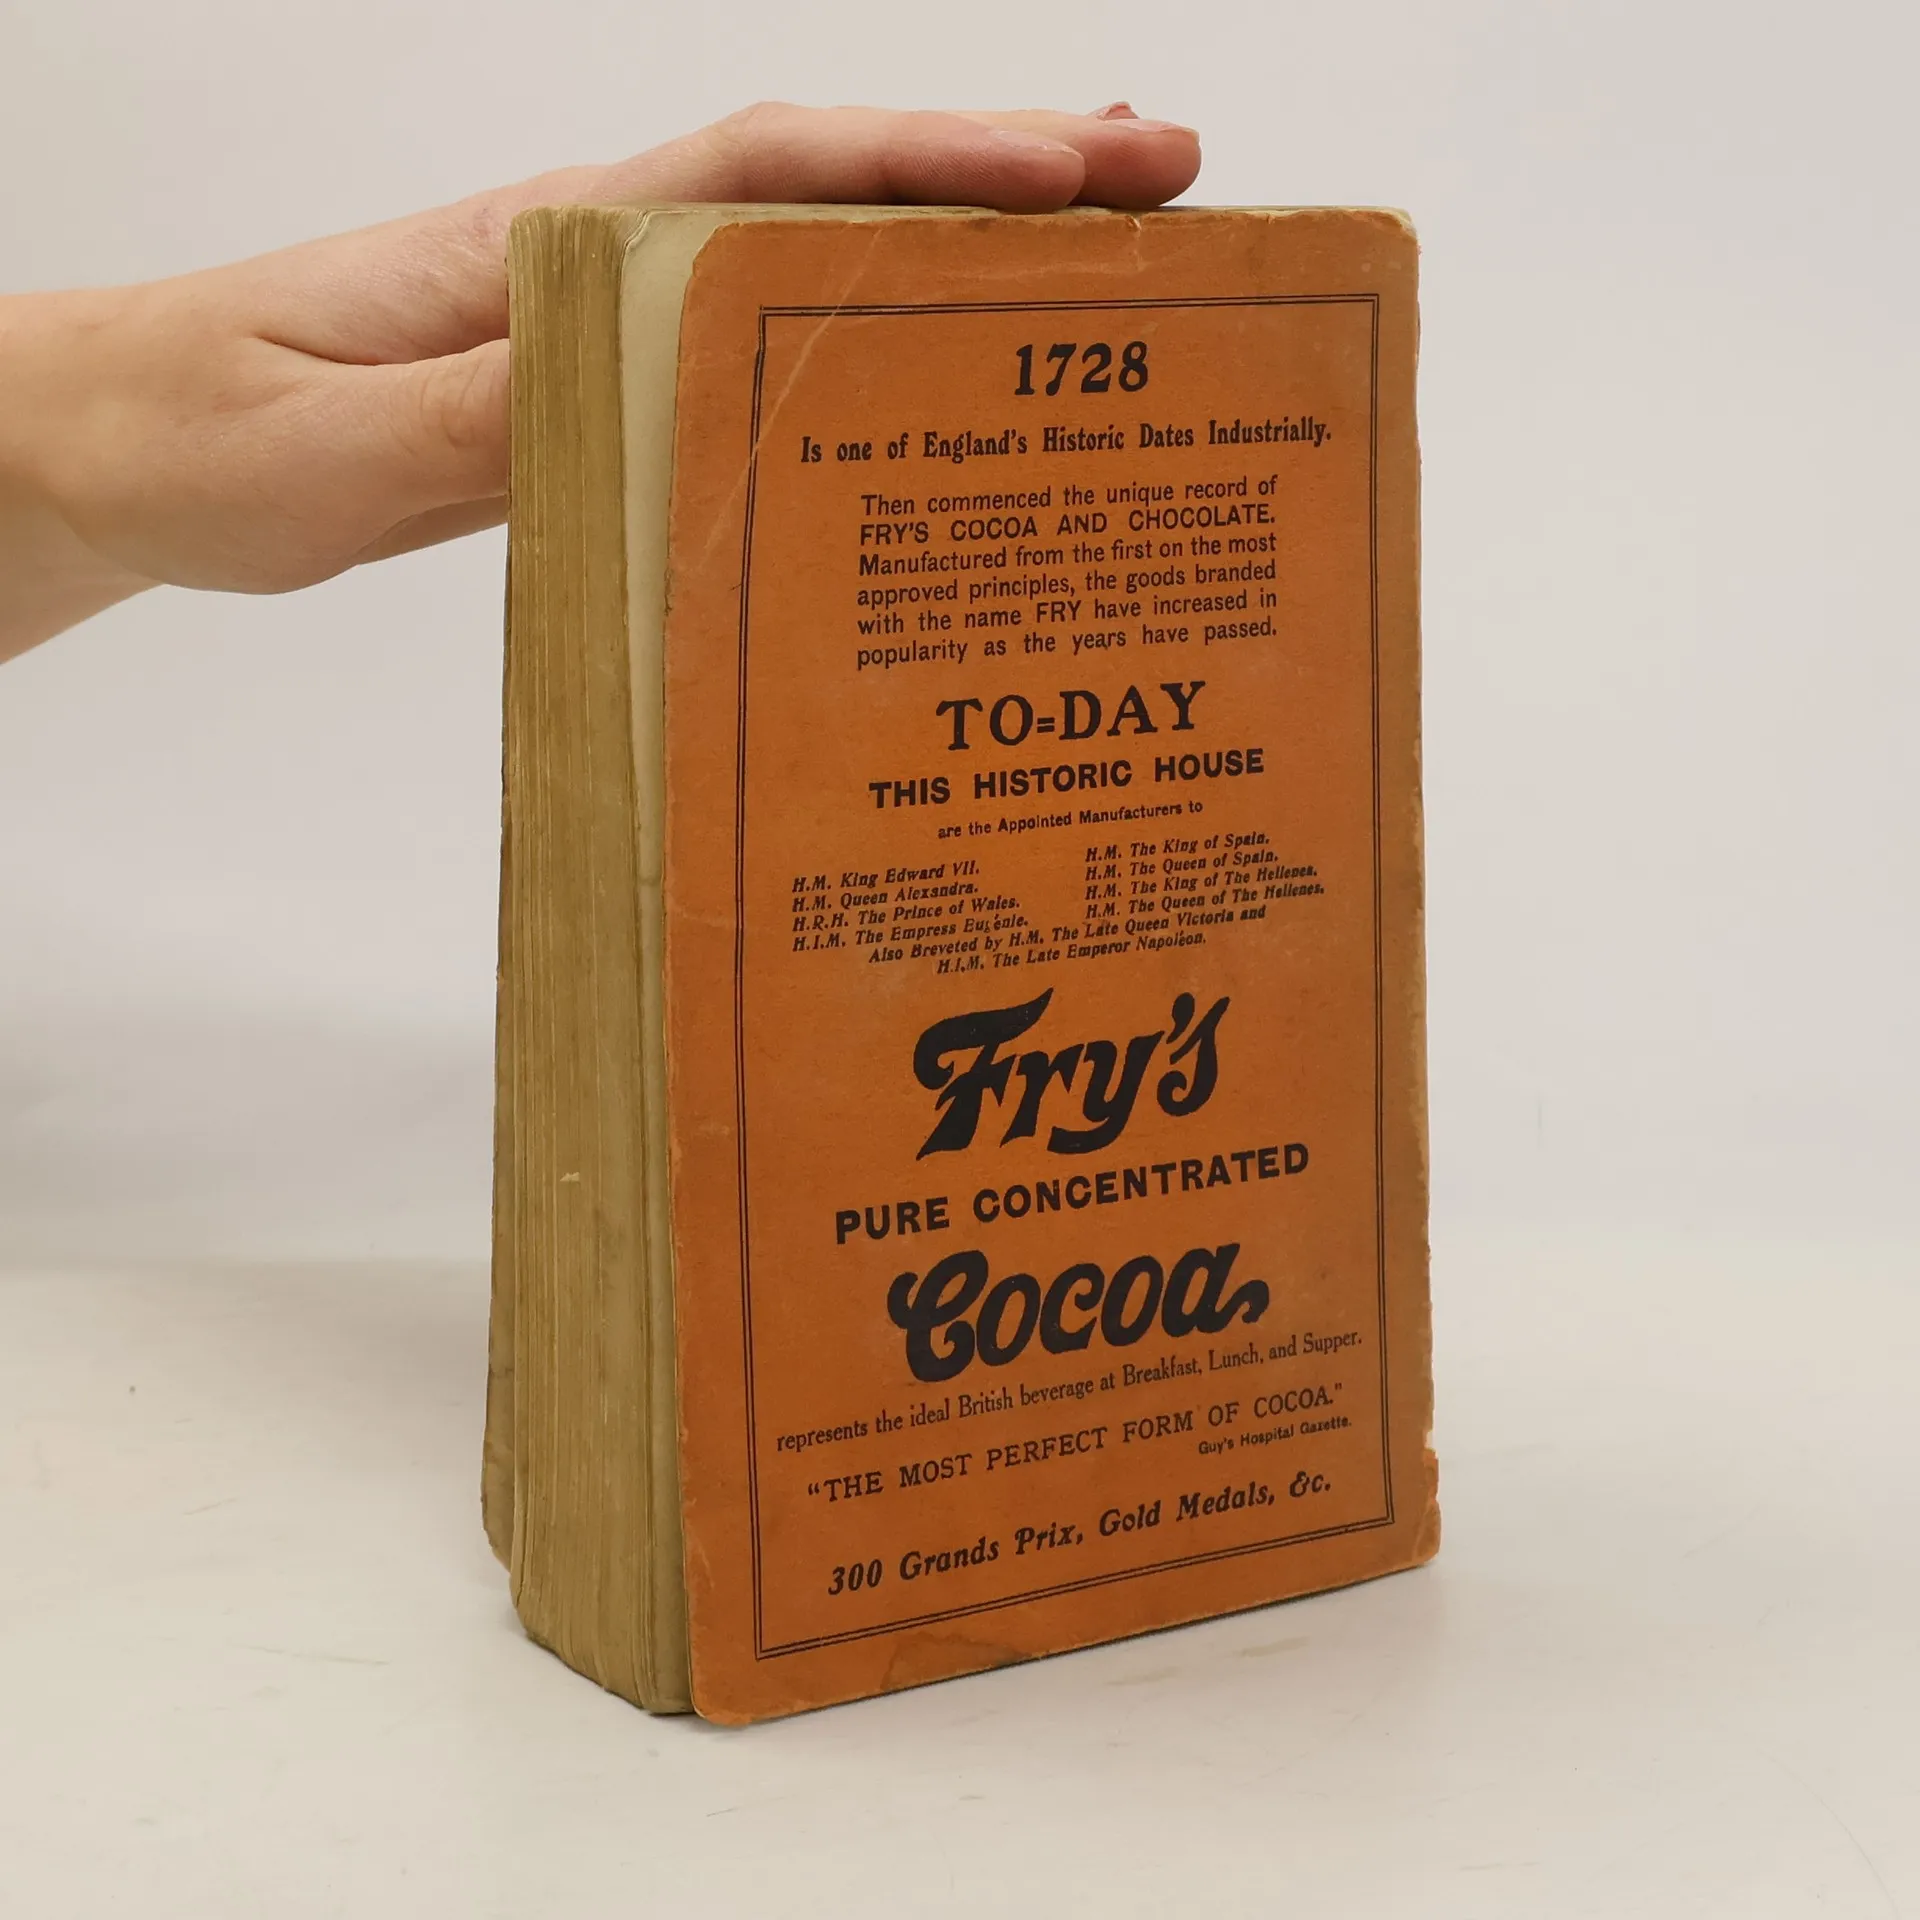 1728
Is one of England's Historic Dates Industrially.
Then commenced the unique record of
FRY'S COCOA AND CHOCOLATE.
Manufactured from the first on the most
approved principles, the goods branded
with the name FRY have increased in
popularity as the years have passed.
TO=DAY
THIS HISTORIC HOUSE
are the Appointed Manufacturers to
H.M. King Edward VII.
H.M. Queen Alexandra.
H.R.H. The Prince of Wales.
H.I.M. The Empress Eugénie.
H.M. The King of Spain.
H.M. The Queen of Spain.
H.M. The King of The Hellenes.
H.M. The Queen of The Hellenes.
Also Breveted by H.M. The Late Queen Victoria and
H.I.M. The Late Emperor Napoléon.
Fry's
PURE CONCENTRATED
Cocoa
represents the ideal British beverage at Breakfast, Lunch, and Supper.
"THE MOST PERFECT FORM OF COCOA."
Guy's Hospital Gazette.
300 Grands Prix, Gold Medals, &c.